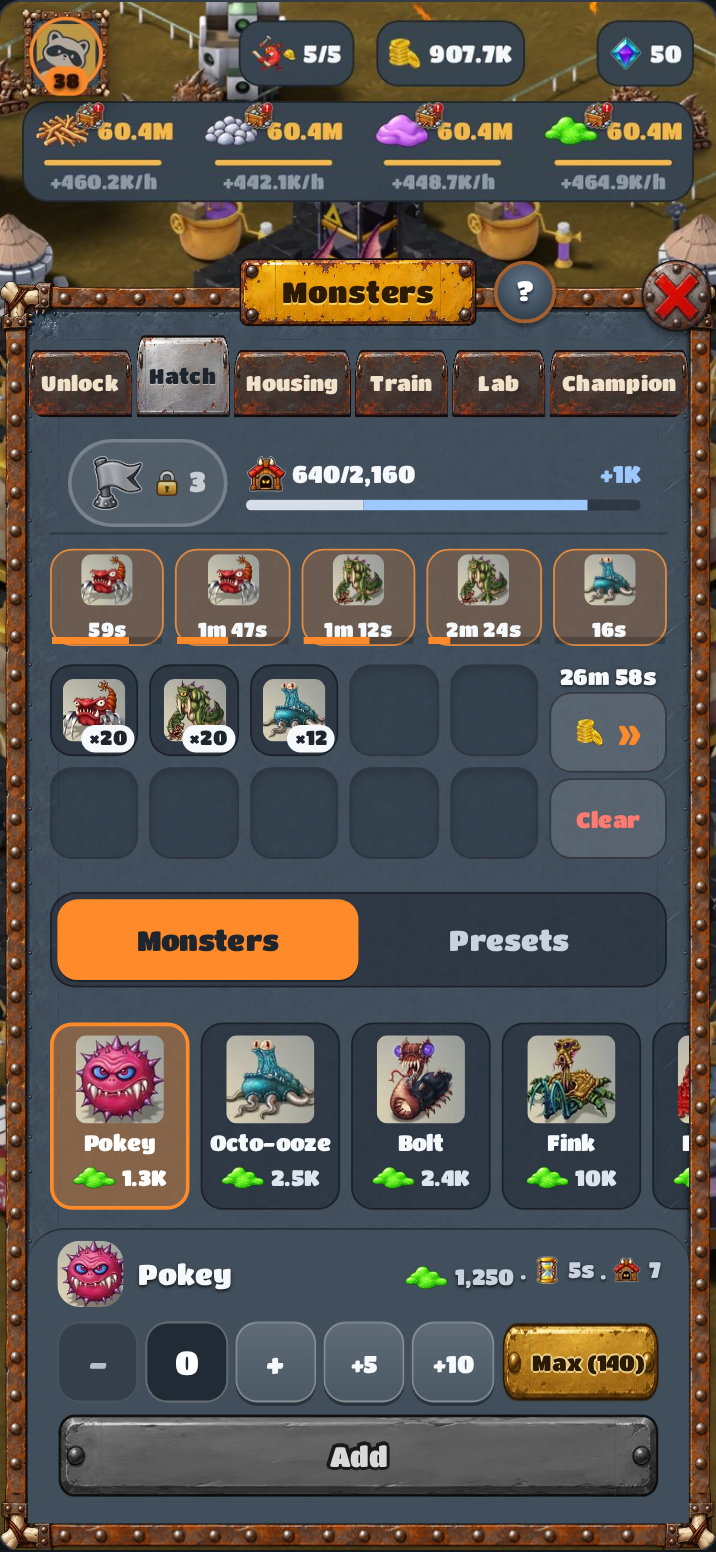 38
5/5
907.7K
50
60.4M
60.4M
60.4M
60.4M
+460.2K/h
+442.1K/h
+448.7K/h
+464.9K/h
Monsters
?
Unlock
Hatch
Housing
Train
Lab
Champion
3
640/2,160
+1K
59s
1m 47s
1m 12s
2m 24s
16s
26m 58s
×20
×20
×12
Clear
Monsters
Presets
Pokey
Octo-ooze
Bolt
Fink
1.3K
2.5K
2.4K
10K
Pokey
1,250 · 5s . 7
-
0
+
+5
+10
Max (140)
Add